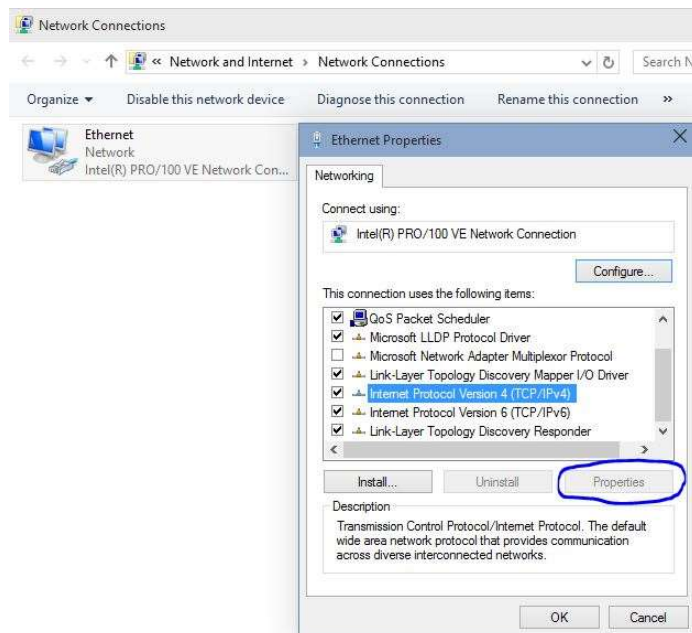 Network Connections
« Network and Internet › Network Connections
Search N
Organize
Disable this network device
Diagnose this connection
Rename this connection
»
Ethernet
Network
Intel(R) PRO/100 VE Network Con...
Ethernet Properties
Networking
Connect using:
Intel(R) PRO/100 VE Network Connection
Configure...
This connection uses the following items:
QoS Packet Scheduler
Microsoft LLDP Protocol Driver
Microsoft Network Adapter Multiplexor Protocol
Link-Layer Topology Discovery Mapper I/O Driver
Internet Protocol Version 4 (TCP/IPv4)
Internet Protocol Version 6 (TCP/IPv6)
Link-Layer Topology Discovery Responder
Install...
Uninstall
Properties
Description
Transmission Control Protocol/Internet Protocol. The default
wide area network protocol that provides communication
across diverse interconnected networks.
OK
Cancel